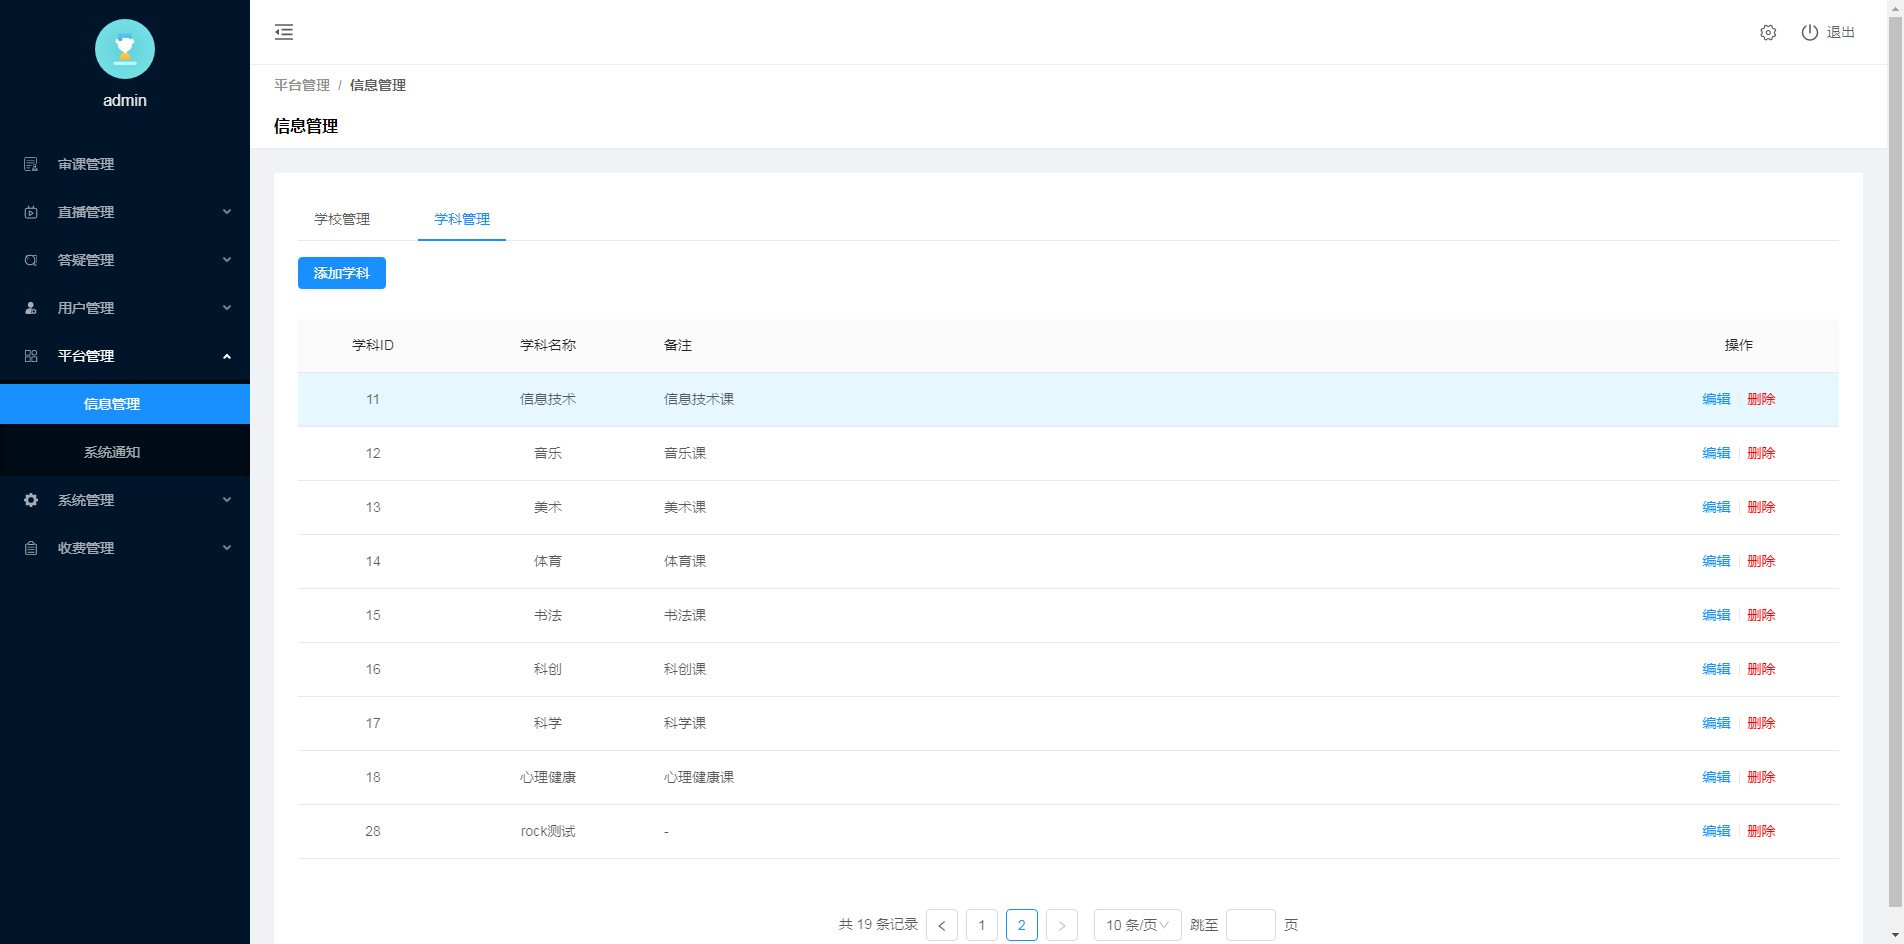 admin
审课管理
直播管理
答疑管理
用户管理
平台管理
信息管理
系统通知
系统管理
收费管理
退出
平台管理 / 信息管理
信息管理
学校管理 学科管理
添加学科
学科ID 学科名称 备注 操作
11 信息技术 信息技术课 编辑 删除
12 音乐 音乐课 编辑 删除
13 美术 美术课 编辑 删除
14 体育 体育课 编辑 删除
15 书法 书法课 编辑 删除
16 科创 科创课 编辑 删除
17 科学 科学课 编辑 删除
18 心理健康 心理健康课 编辑 删除
28 rock测试 - 编辑 删除
共 19 条记录 < 1 2 > 10 条/页 跳至 页